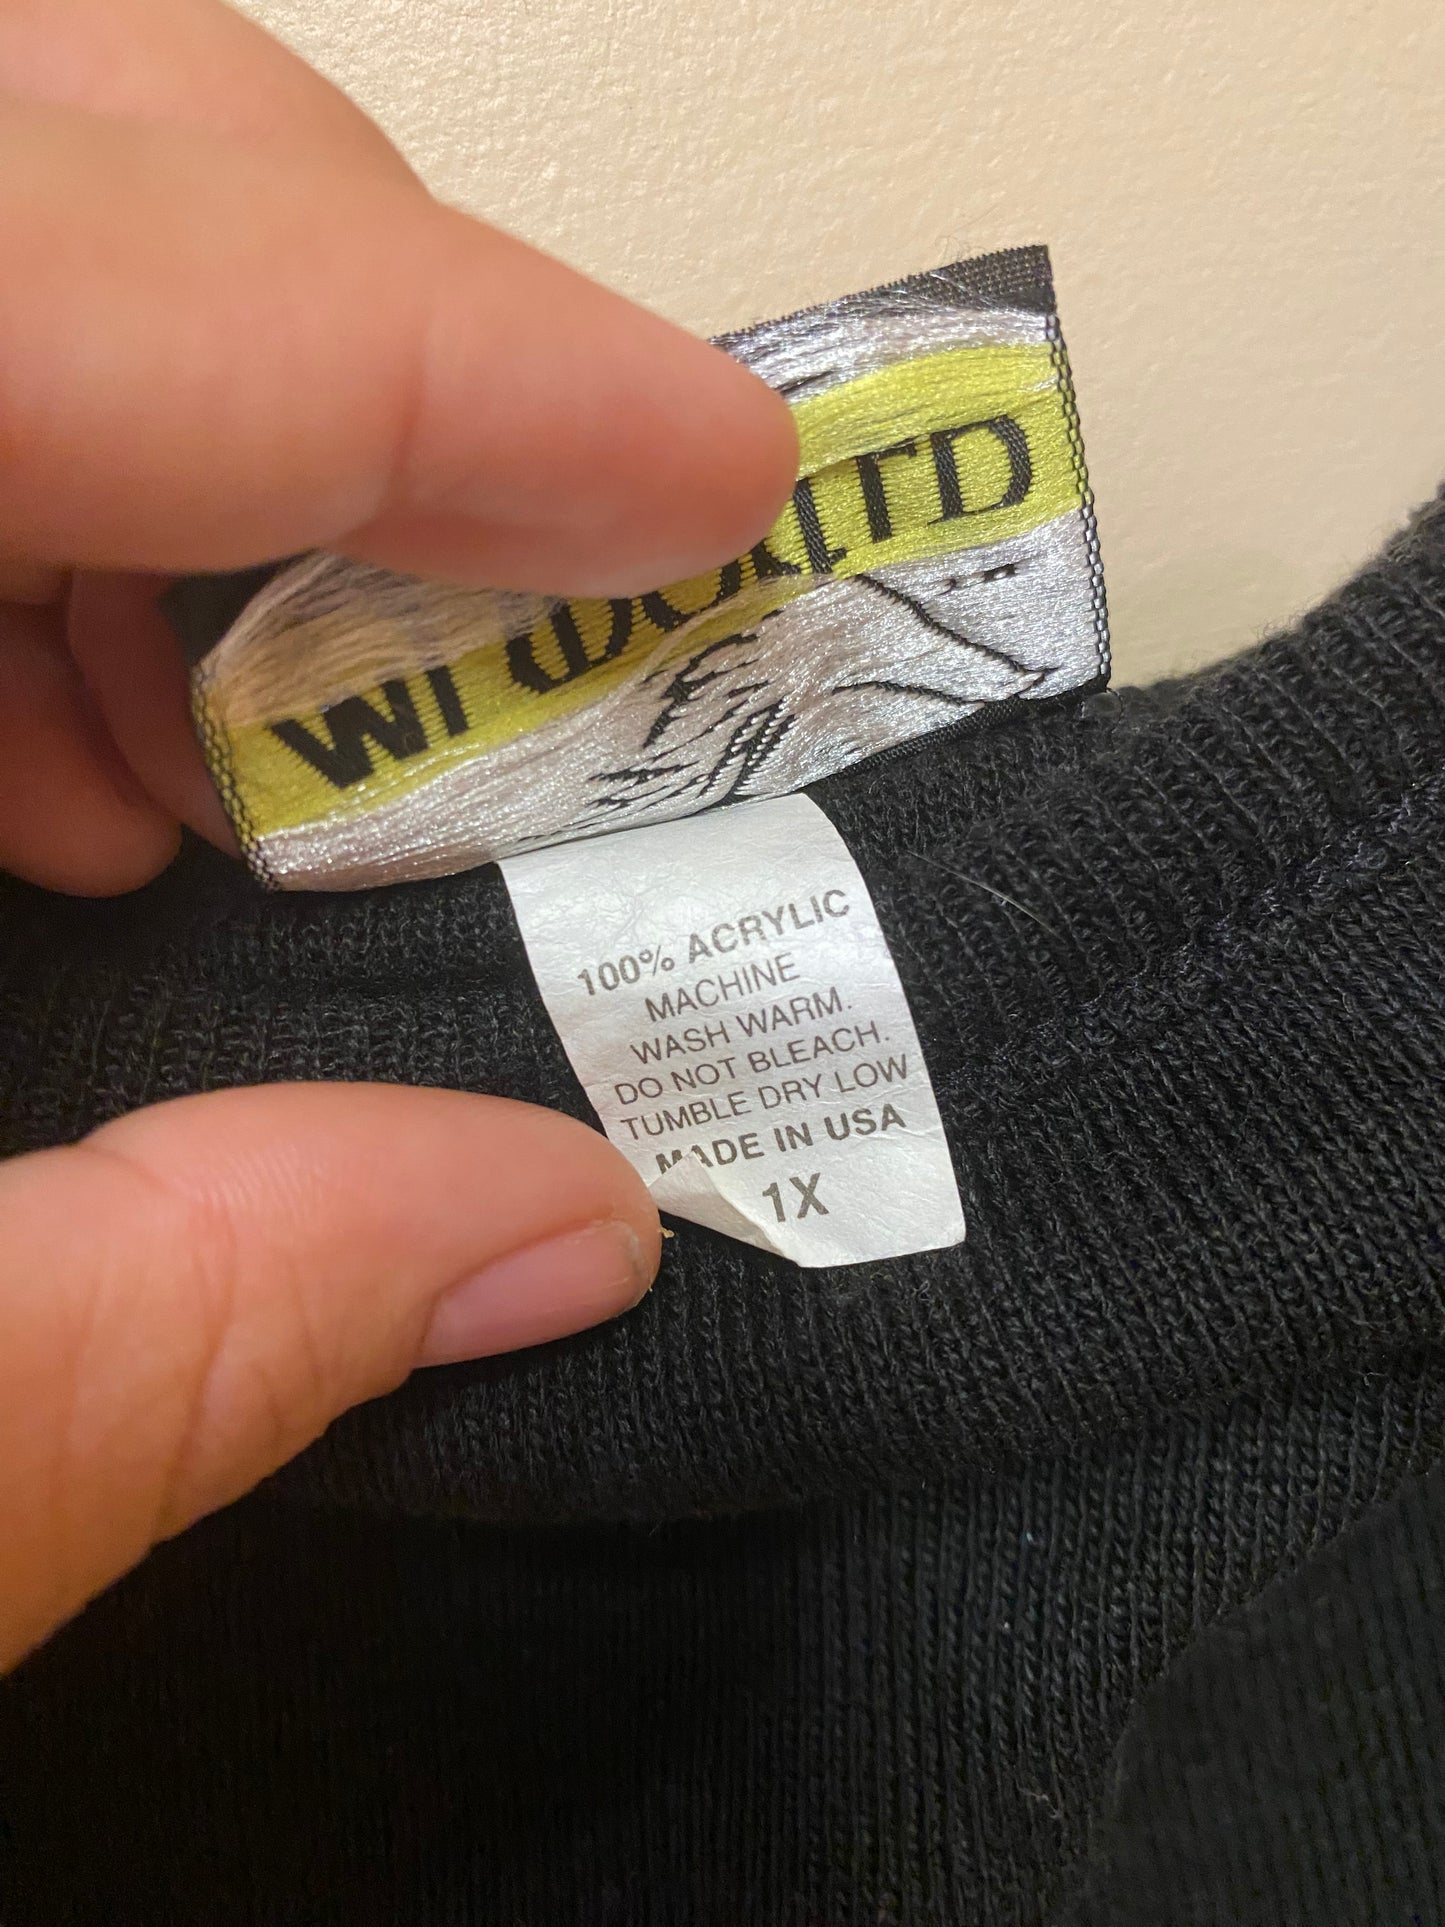 100% ACRYLIC
MACHINE
WASH WARM.
DO NOT BLEACH.
TUMBLE DRY LOW
MADE IN USA
1X